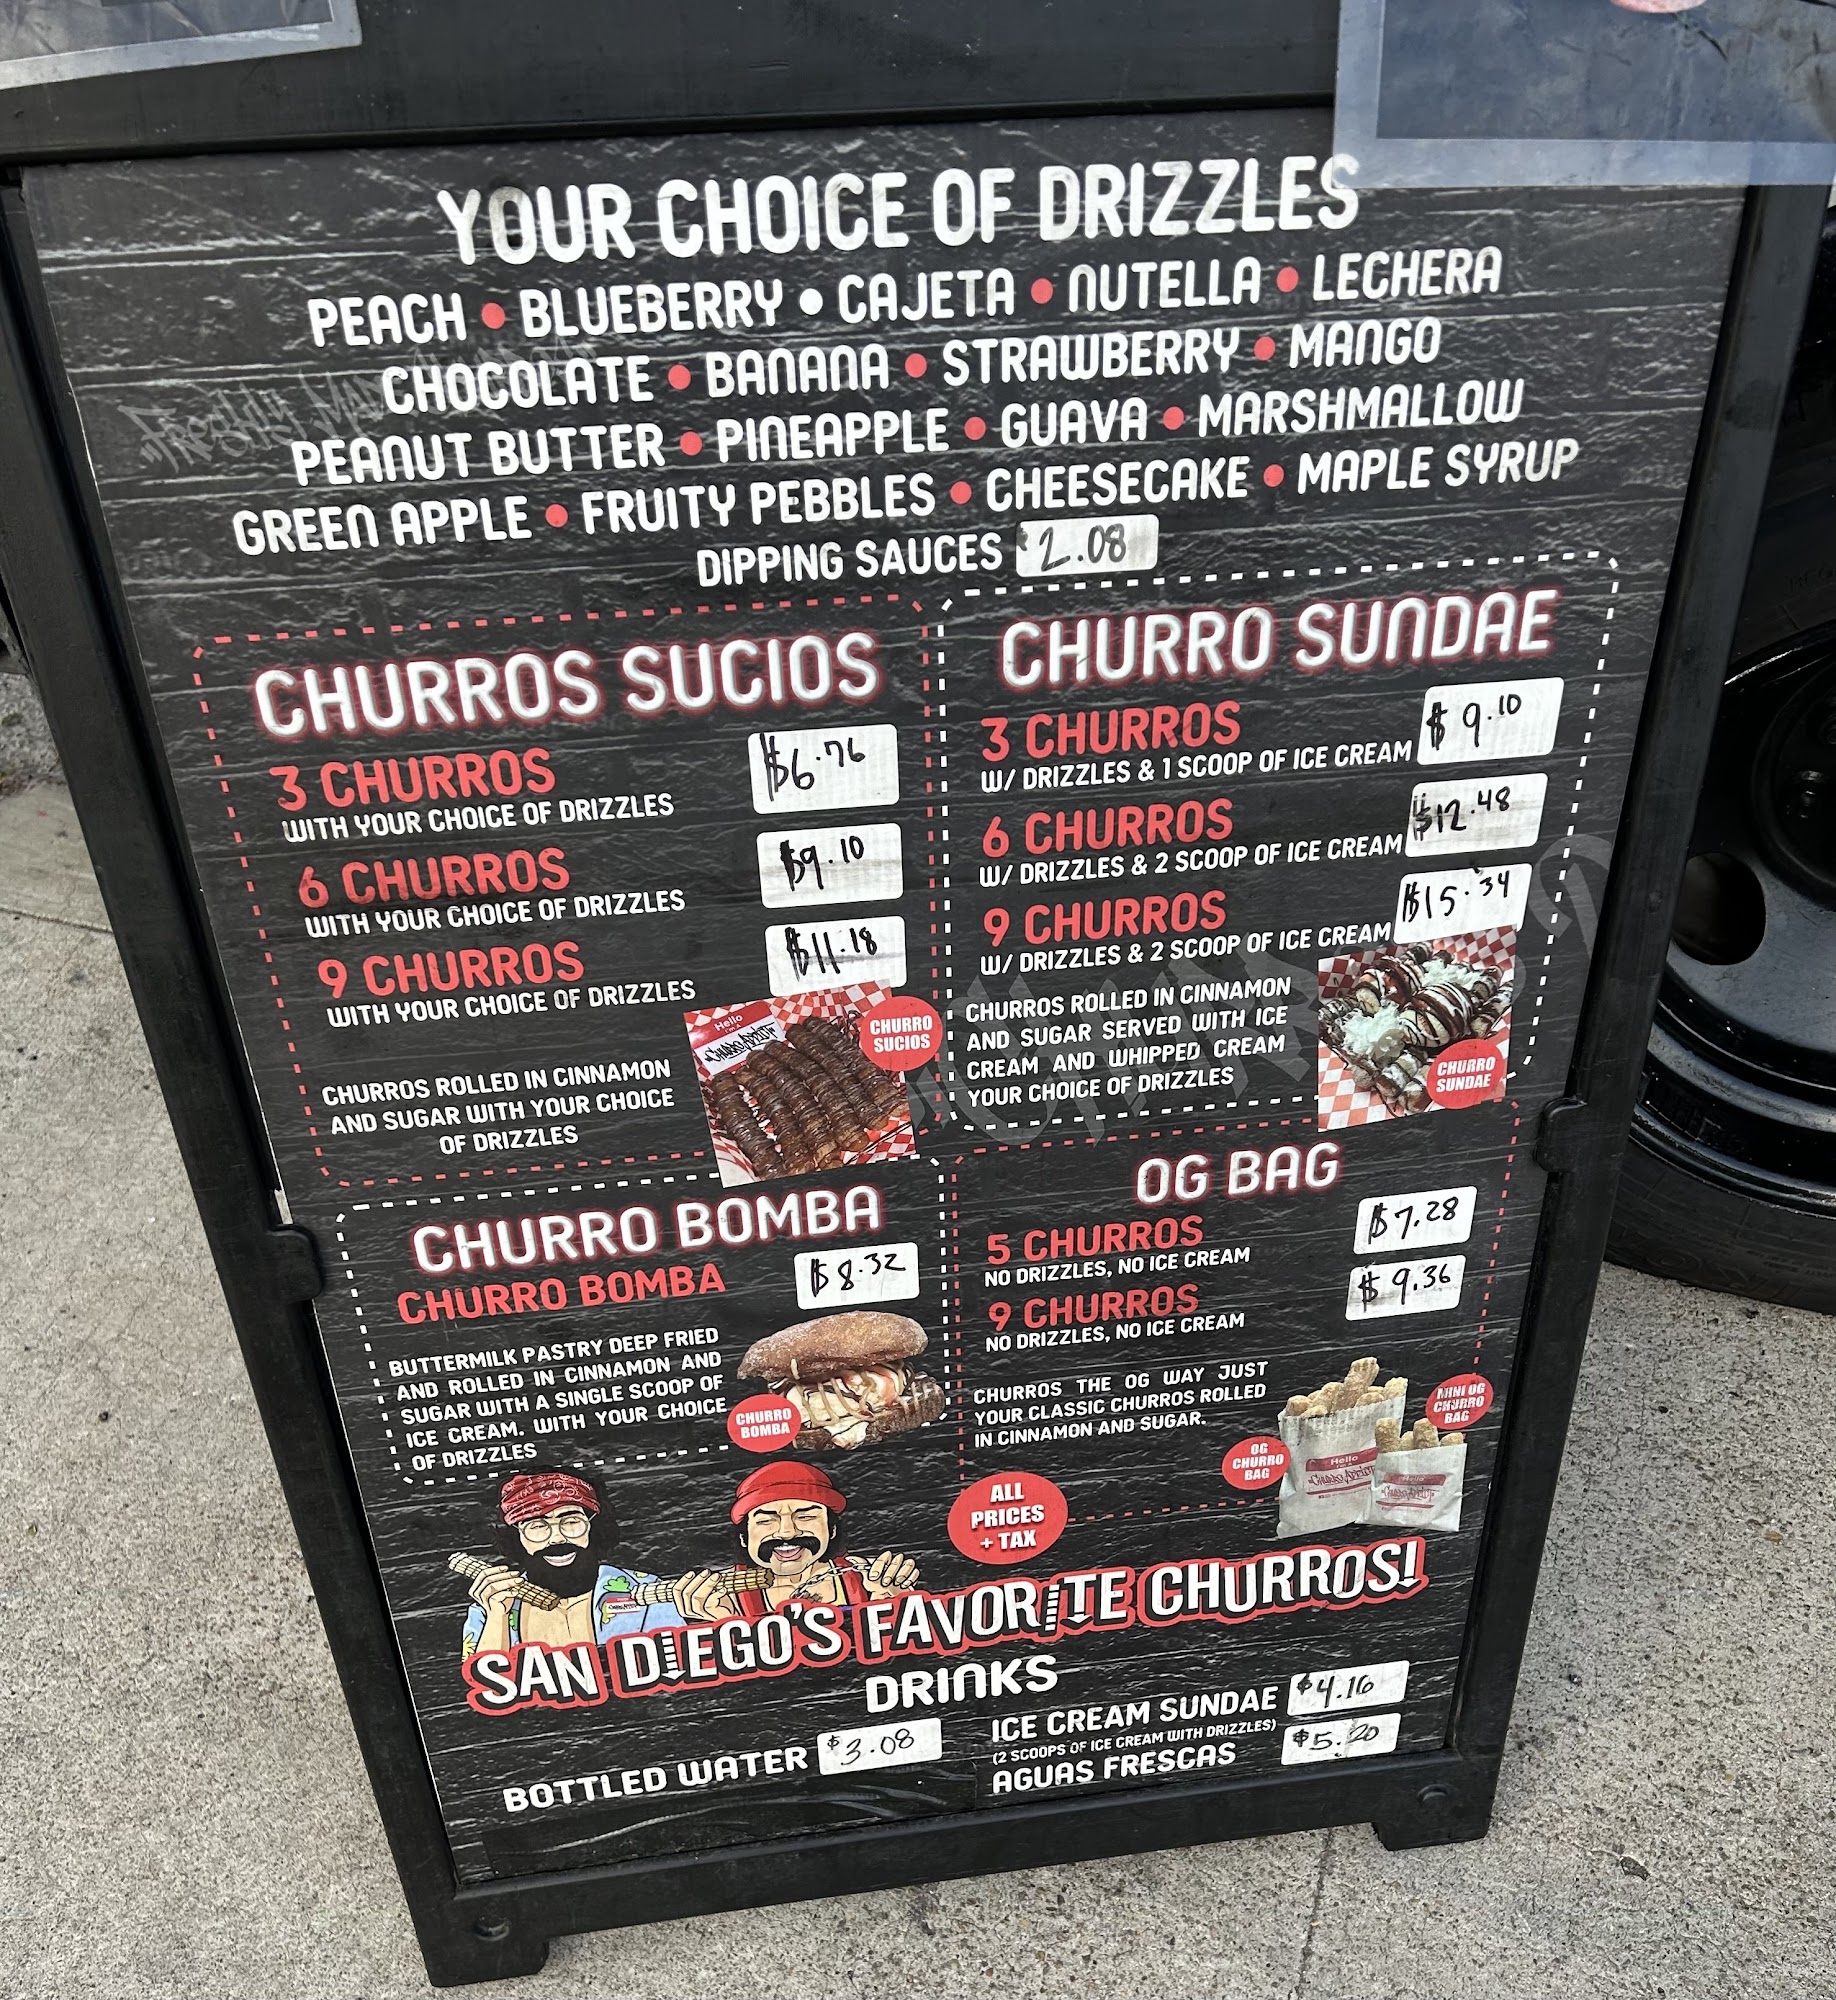 YOUR CHOICE OF DRIZZLES
PEACH • BLUEBERRY • CAJETA • NUTELLA • LECHERA
CHOCOLATE • BANANA • STRAWBERRY • MANGO
PEANUT BUTTER • PINEAPPLE • GUAVA • MARSHMALLOW
GREEN APPLE • FRUITY PEBBLES • CHEESECAKE • MAPLE SYRUP
DIPPING SAUCES $2.08
CHURROS SUCIOS
3 CHURROS $6.76
WITH YOUR CHOICE OF DRIZZLES
6 CHURROS $9.10
WITH YOUR CHOICE OF DRIZZLES
9 CHURROS $11.18
WITH YOUR CHOICE OF DRIZZLES
CHURROS ROLLED IN CINNAMON
AND SUGAR WITH YOUR CHOICE
OF DRIZZLES
Hello
I'm A
CHURRO ADDICT
CHURRO
SUCIOS
CHURRO SUNDAE
3 CHURROS $9.10
W/ DRIZZLES & 1 SCOOP OF ICE CREAM
6 CHURROS $12.48
W/ DRIZZLES & 2 SCOOP OF ICE CREAM
9 CHURROS $15.34
W/ DRIZZLES & 2 SCOOP OF ICE CREAM
CHURROS ROLLED IN CINNAMON
AND SUGAR SERVED WITH ICE
CREAM AND WHIPPED CREAM
YOUR CHOICE OF DRIZZLES
CHURRO
SUNDAE
CHURRO BOMBA
CHURRO BOMBA $8.32
BUTTERMILK PASTRY DEEP FRIED
AND ROLLED IN CINNAMON AND
SUGAR WITH A SINGLE SCOOP OF
ICE CREAM. WITH YOUR CHOICE
OF DRIZZLES
CHURRO
BOMBA
OG BAG
5 CHURROS $7.28
NO DRIZZLES, NO ICE CREAM
9 CHURROS $9.36
NO DRIZZLES, NO ICE CREAM
CHURROS THE OG WAY JUST
YOUR CLASSIC CHURROS ROLLED
IN CINNAMON AND SUGAR.
OG
CHURRO
BAG
MINI OG
CHURRO
BAG
Hello
CHURRO ADDICT
Hello
CHURRO ADDICT
ALL
PRICES
+ TAX
SAN DIEGO'S FAVORITE CHURROS!
DRINKS
BOTTLED WATER $3.08
ICE CREAM SUNDAE $4.16
(2 SCOOPS OF ICE CREAM WITH DRIZZLES)
AGUAS FRESCAS $5.20